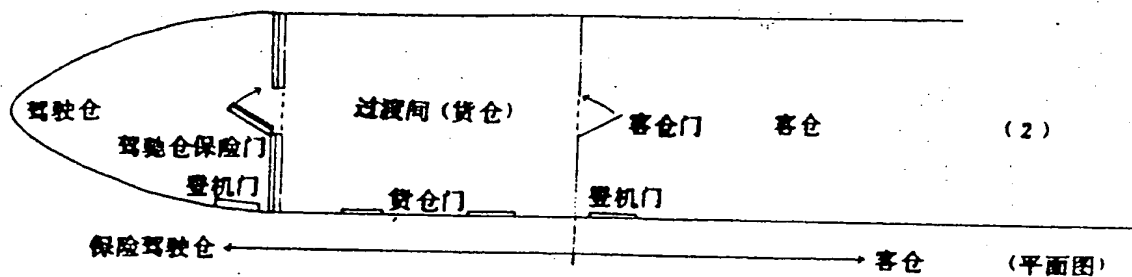 驾驶仓 过渡间（货仓） 客仓门 客仓 （2）
驾驰仓保险门
登机门 货仓门 登机门
保险驾驶仓 客仓 （平面图）